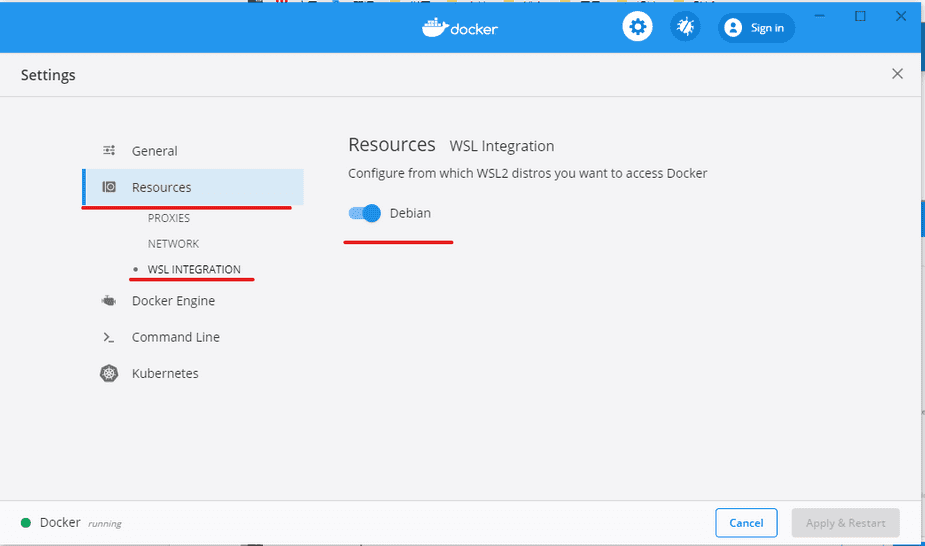 docker
Sign in
Settings
General
Resources
PROXIES
NETWORK
WSL INTEGRATION
Docker Engine
Command Line
Kubernetes
Resources WSL Integration
Configure from which WSL2 distros you want to access Docker
Debian
Docker running
Cancel
Apply & Restart